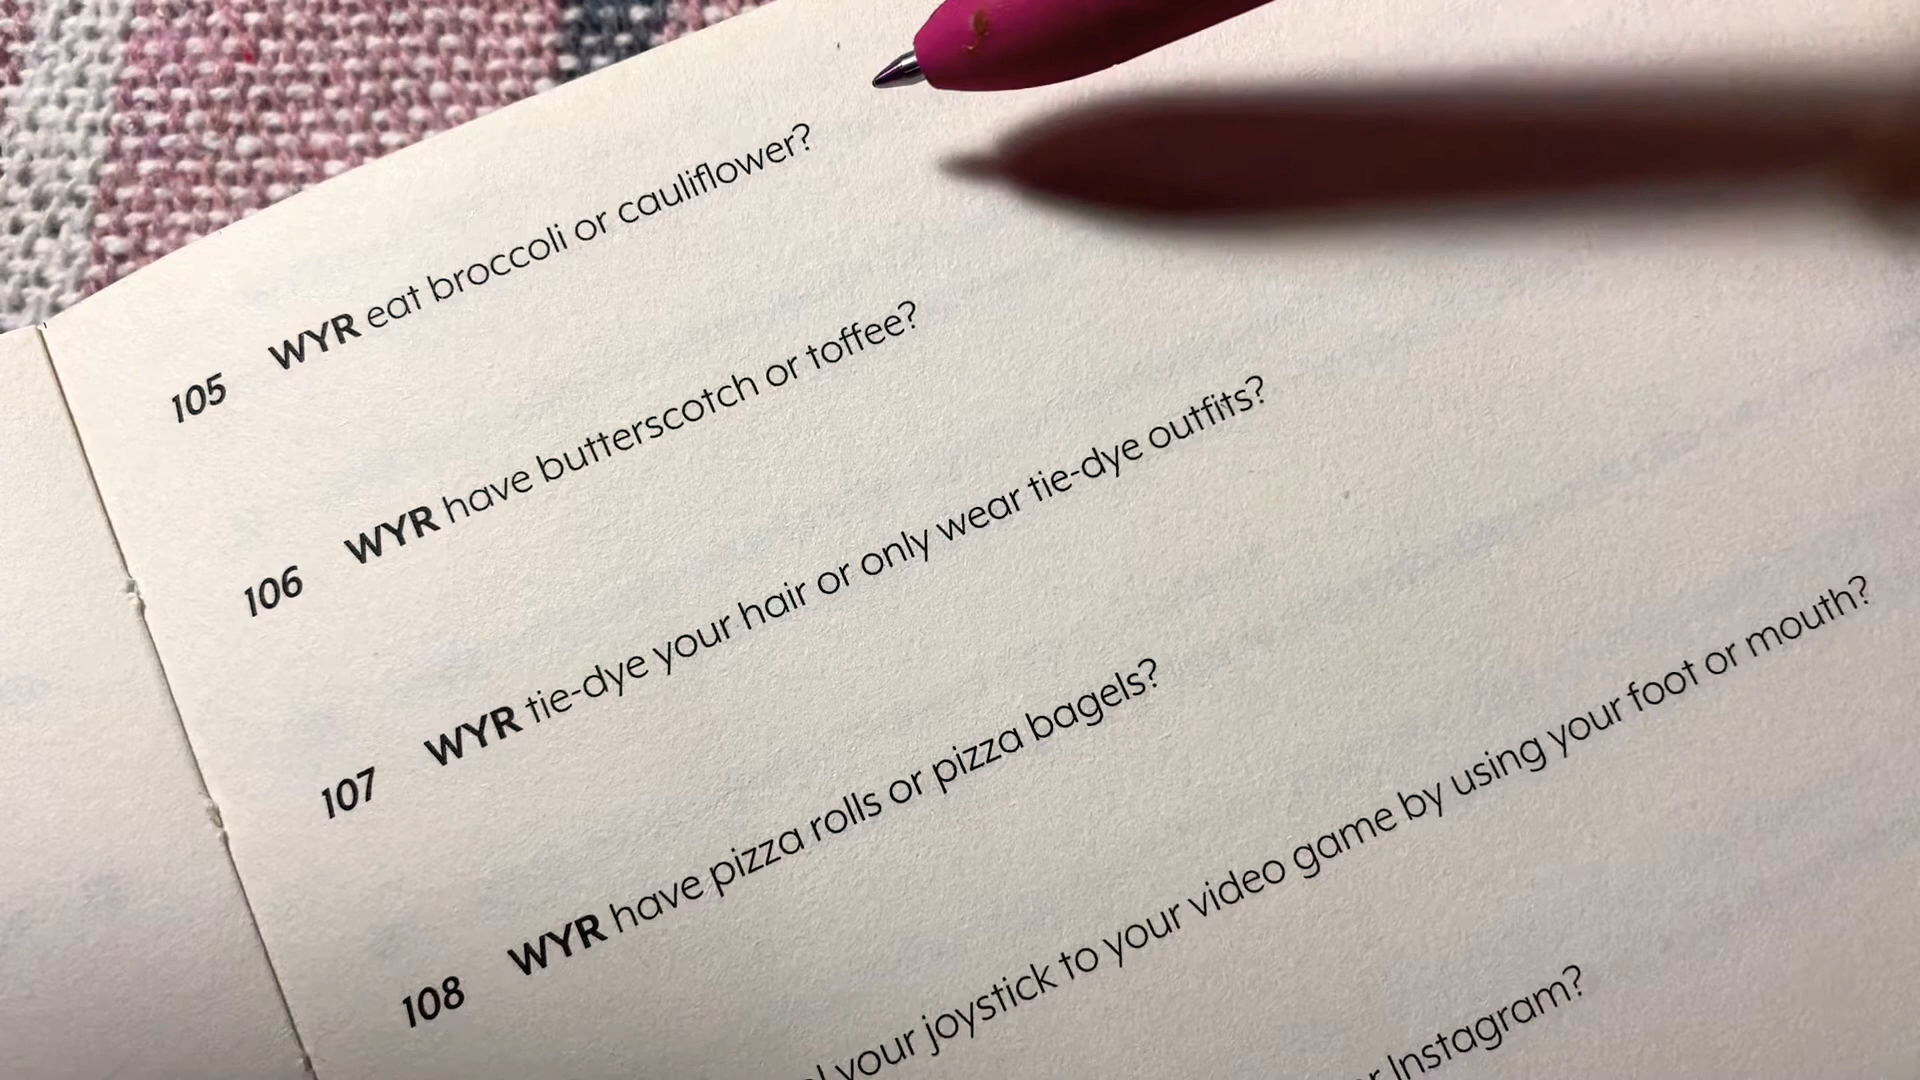 105 WYR eat broccoli or cauliflower?
106 WYR have butterscotch or toffee?
107 WYR tie-dye your hair or only wear tie-dye outfits?
108 WYR have pizza rolls or pizza bagels?
your joystick to your video game by using your foot or mouth?
Instagram?